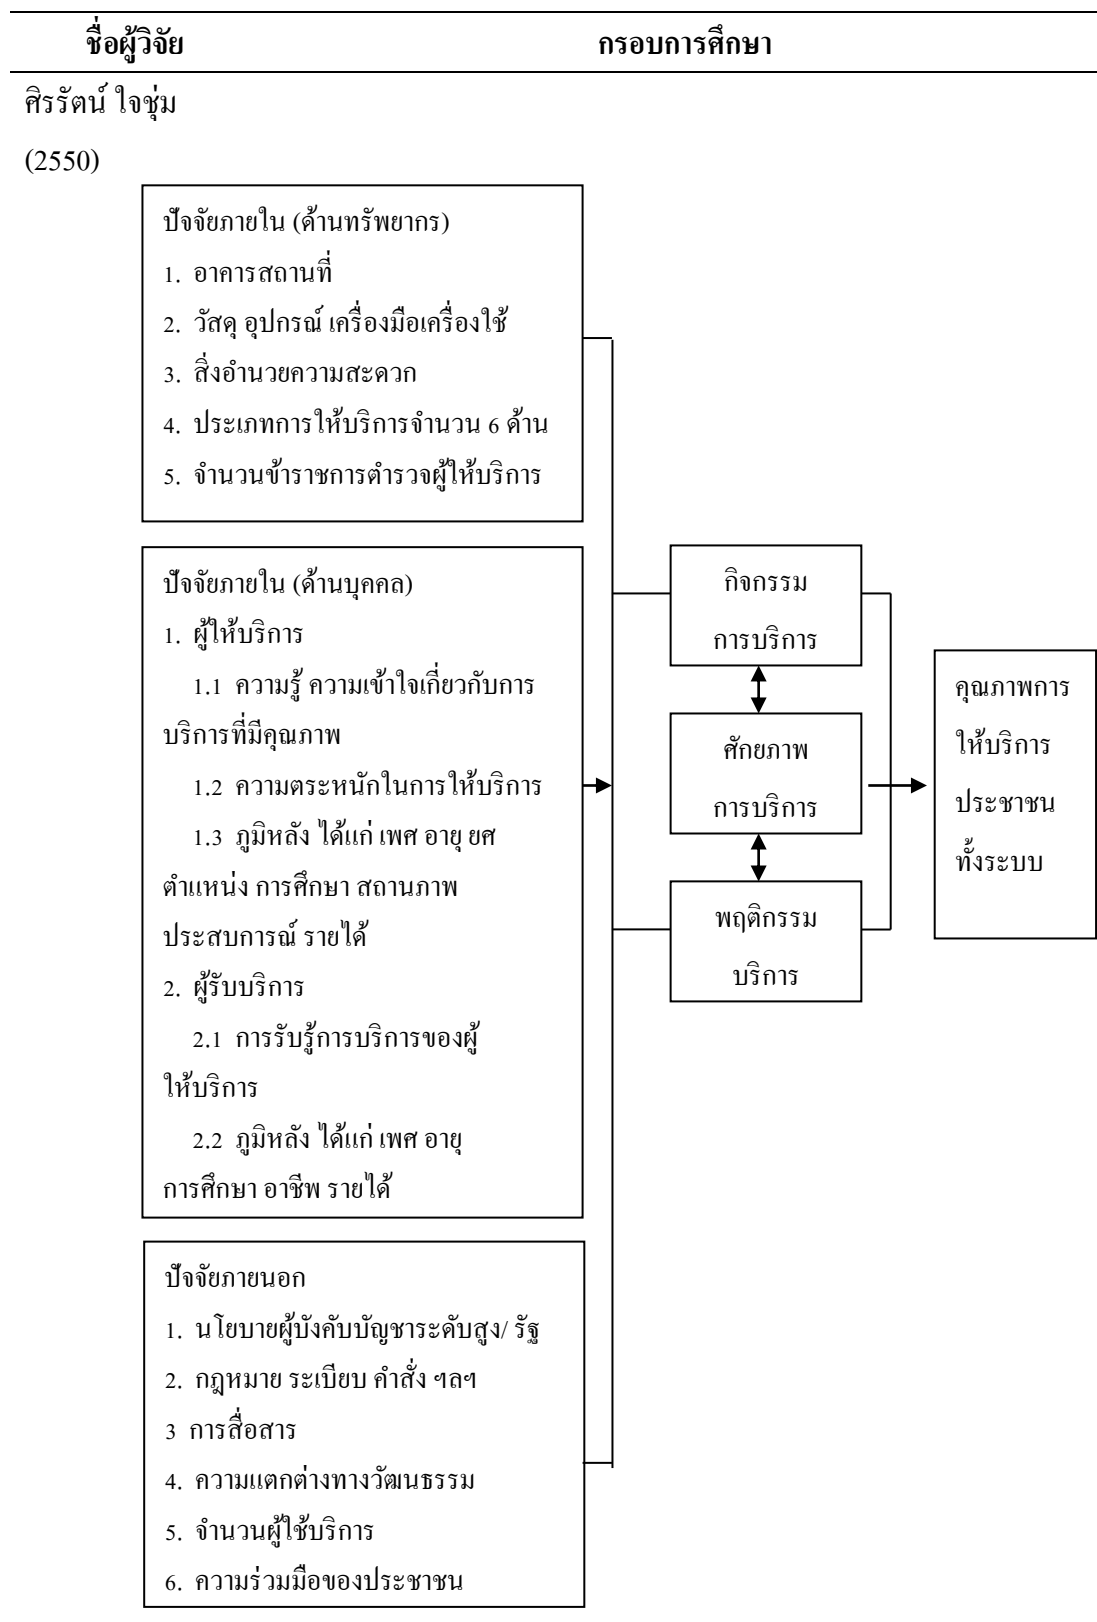 ชื่อผู้วิจัย กรอบการศึกษา
ศิรรัตน์ ใจชุ่ม
(2550)
ปัจจัยภายใน (ด้านทรัพยากร)
1. อาคารสถานที่
2. วัสดุ อุปกรณ์ เครื่องมือเครื่องใช้
3. สิ่งอำนวยความสะดวก
4. ประเภทการให้บริการจำนวน 6 ด้าน
5. จำนวนข้าราชการตำรวจผู้ให้บริการ
ปัจจัยภายใน (ด้านบุคคล)
1. ผู้ให้บริการ
1.1 ความรู้ ความเข้าใจเกี่ยวกับการ
บริการที่มีคุณภาพ
1.2 ความตระหนักในการให้บริการ
1.3 ภูมิหลัง ได้แก่ เพศ อายุ ยศ
ตำแหน่ง การศึกษา สถานภาพ
ประสบการณ์ รายได้
2. ผู้รับบริการ
2.1 การรับรู้การบริการของผู้
ให้บริการ
2.2 ภูมิหลัง ได้แก่ เพศ อายุ
การศึกษา อาชีพ รายได้
ปัจจัยภายนอก
1. นโยบายผู้บังคับบัญชาระดับสูง/ รัฐ
2. กฎหมาย ระเบียบ คำสั่ง ฯลฯ
3 การสื่อสาร
4. ความแตกต่างทางวัฒนธรรม
5. จำนวนผู้ใช้บริการ
6. ความร่วมมือของประชาชน
กิจกรรม
การบริการ
ศักยภาพ
การบริการ
พฤติกรรม
บริการ
คุณภาพการ
ให้บริการ
ประชาชน
ทั้งระบบ